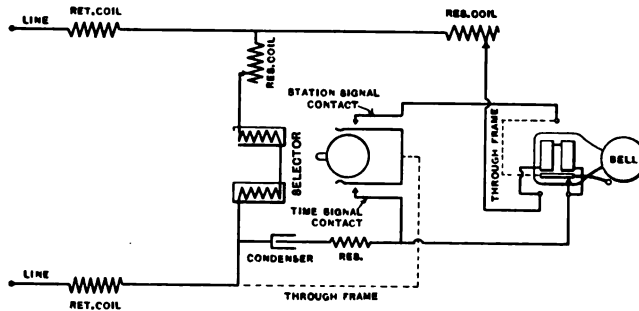 LINE
RET. COIL
RES. COIL
RES. COIL
STATION SIGNAL
CONTACT
SELECTOR
THROUGH FRAME
BELL
TIME SIGNAL
CONTACT
CONDENSER
RES.
LINE
RET. COIL
THROUGH FRAME